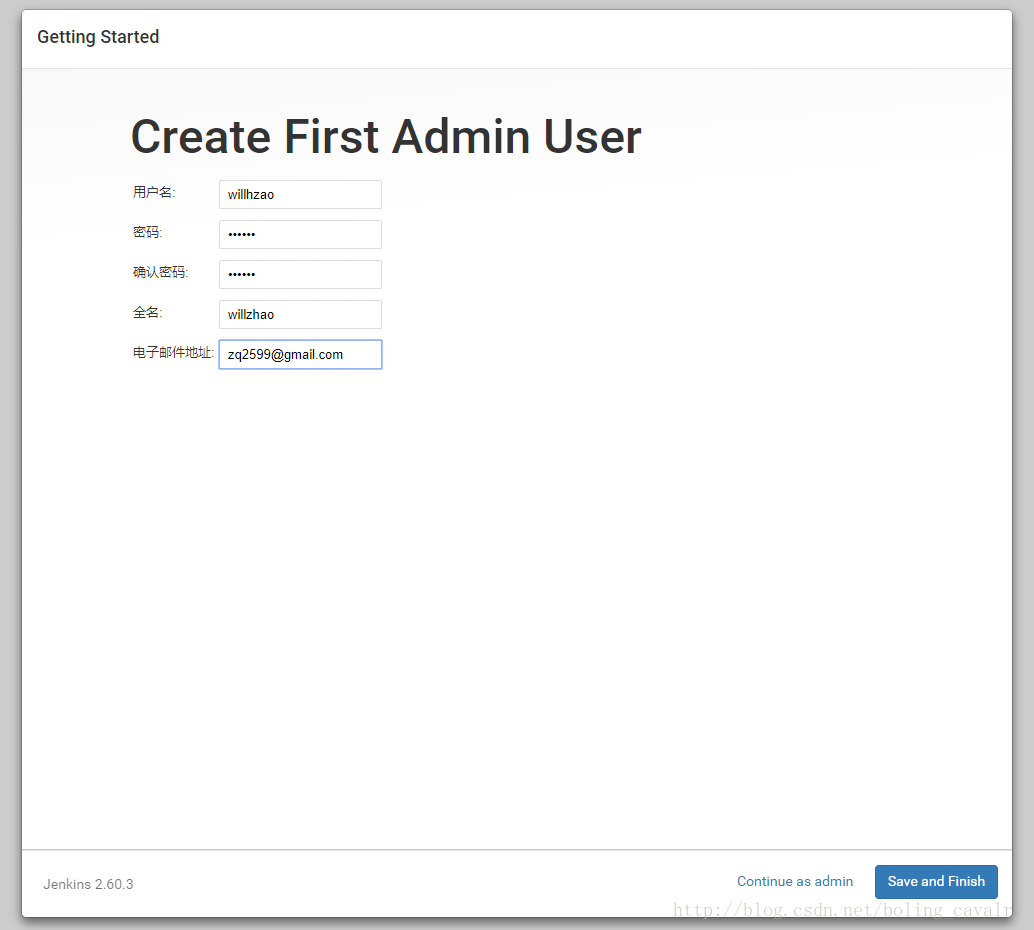 Getting Started
Create First Admin User
用户名: willhzao
密码: ••••••
确认密码: ••••••
全名: willzhao
电子邮件地址: zq2599@gmail.com
Jenkins 2.60.3 Continue as admin Save and Finish
http://blog.csdn.net/boling_cavalr